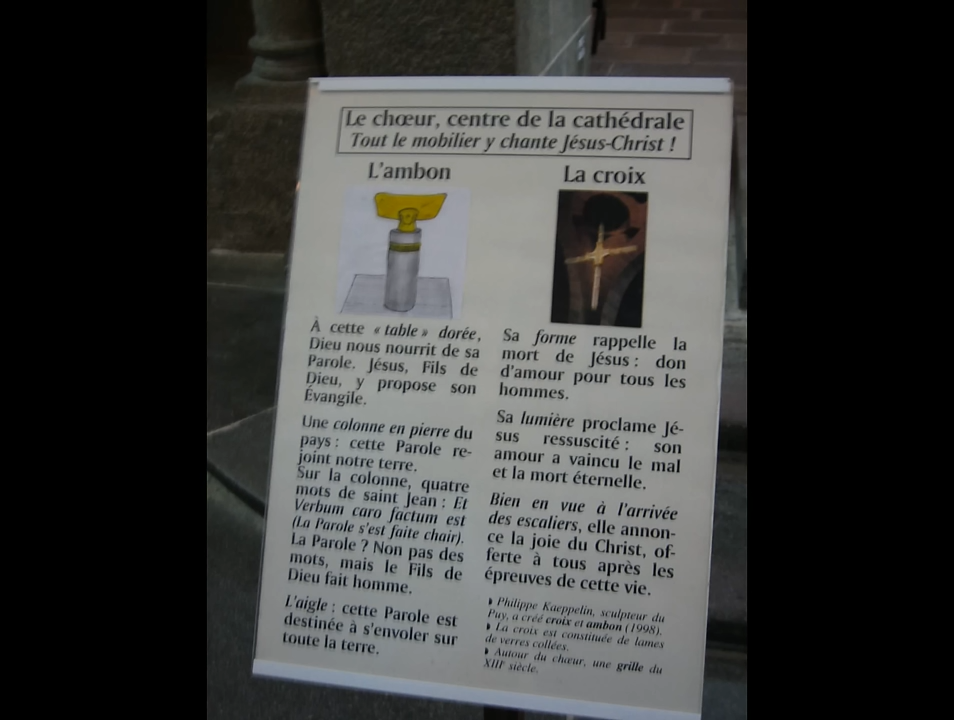 Le chœur, centre de la cathédrale
Tout le mobilier y chante Jésus-Christ !
L'ambon
À cette « table » dorée,
Dieu nous nourrit de sa
Parole. Jésus, Fils de
Dieu, y propose son
Évangile.
Une colonne en pierre du
pays : cette Parole re-
joint notre terre.
Sur la colonne, quatre
mots de saint Jean : Et
Verbum caro factum est
(La Parole s'est faite chair).
La Parole ? Non pas des
mots, mais le Fils de
Dieu fait homme.
L'aigle : cette Parole est
destinée à s'envoler sur
toute la terre.
La croix
Sa forme rappelle la
mort de Jésus : don
d'amour pour tous les
hommes.
Sa lumière proclame Jé-
sus ressuscité : son
amour a vaincu le mal
et la mort éternelle.
Bien en vue à l'arrivée
des escaliers, elle annon-
ce la joie du Christ, of-
ferte à tous après les
épreuves de cette vie.
Philippe Kaeppelin, sculpteur du
Puy, a créé croix et ambon (1998).
La croix est constituée de lames
de verres collées.
Autour du chœur, une grille du
XIIIe siècle.